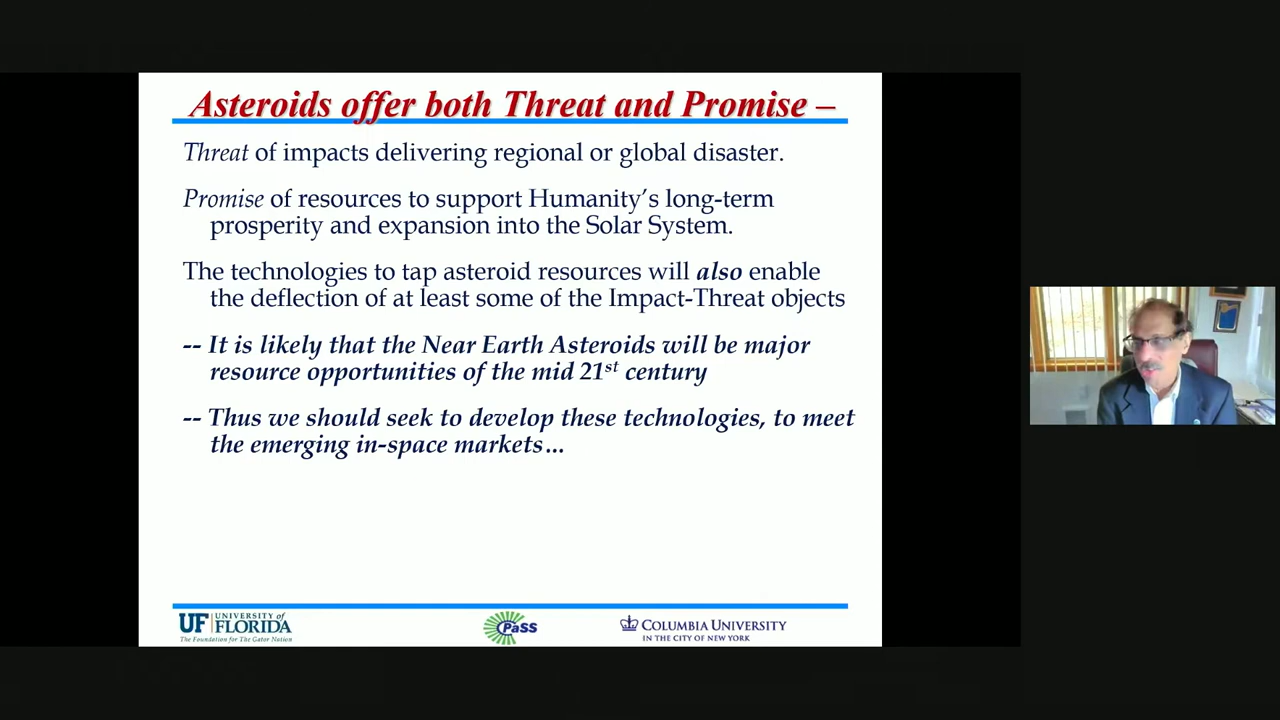 Asteroids offer both Threat and Promise –
Threat of impacts delivering regional or global disaster.
Promise of resources to support Humanity’s long-term
prosperity and expansion into the Solar System.
The technologies to tap asteroid resources will also enable
the deflection of at least some of the Impact-Threat objects
-- It is likely that the Near Earth Asteroids will be major
resource opportunities of the mid 21st century
-- Thus we should seek to develop these technologies, to meet
the emerging in-space markets…
UF UNIVERSITY of
FLORIDA
The Foundation for The Gator Nation
CPaSS
COLUMBIA UNIVERSITY
IN THE CITY OF NEW YORK